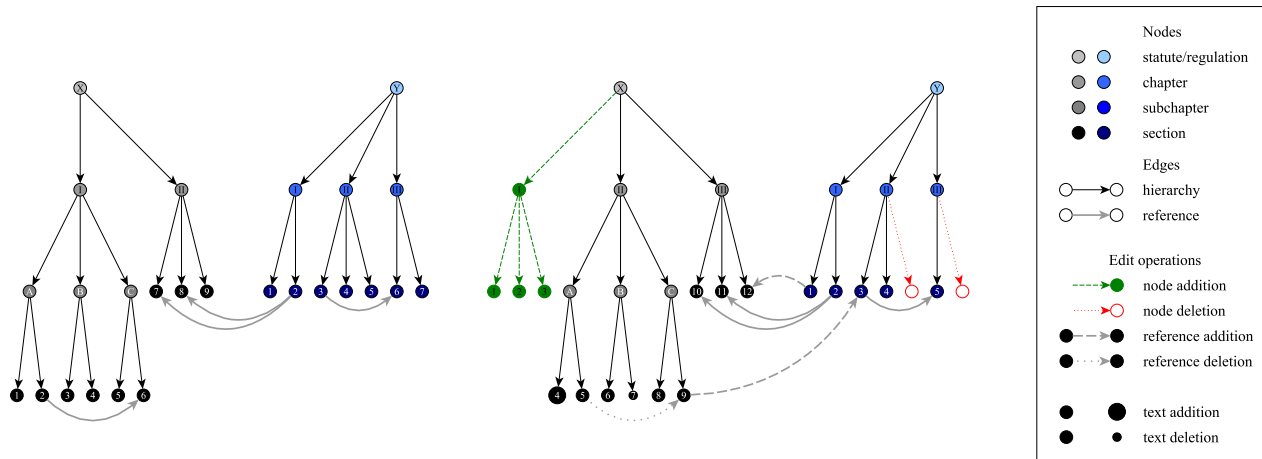 Nodes
statute/regulation
X Y X Y
chapter
subchapter
section
Edges
I II I II III I II III I II III
hierarchy
reference
Edit operations
A B C 7 8 9 1 2 3 4 5 6 7 1 2 3 A B C 10 11 12 1 2 3 4 5
node addition
node deletion
reference addition
reference deletion
1 2 3 4 5 6 4 5 6 7 8 9
text addition
text deletion